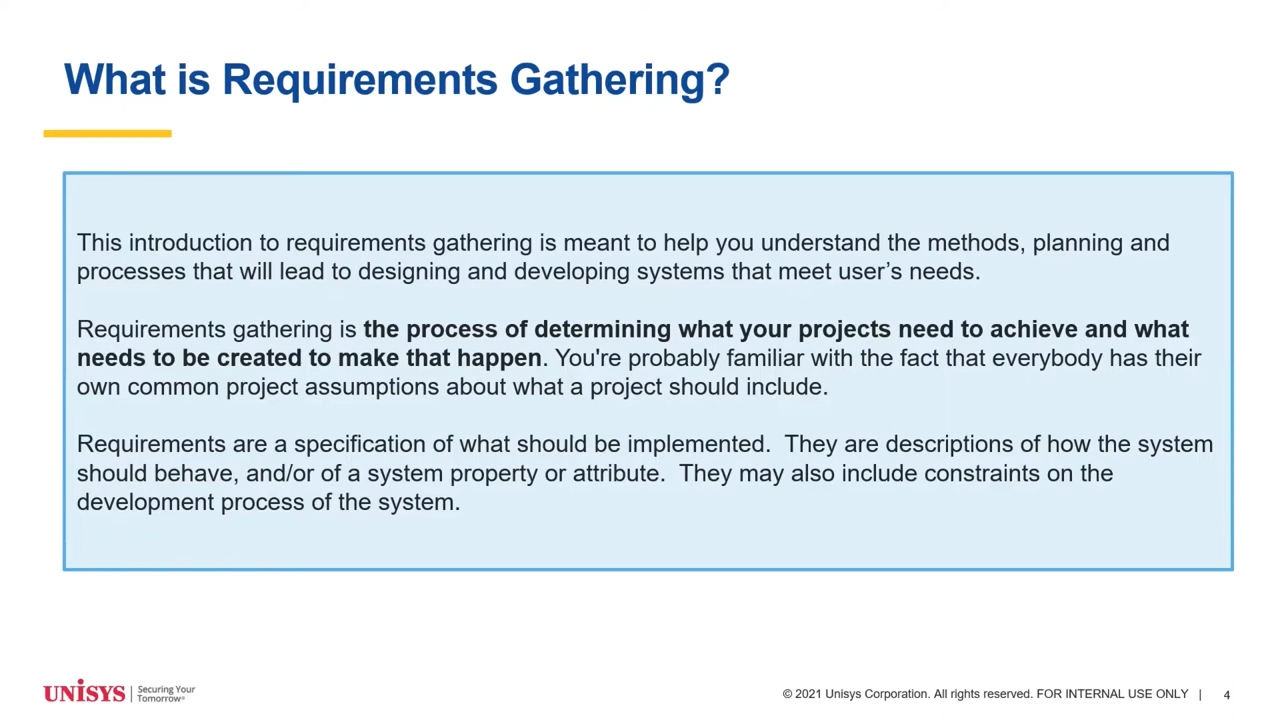 What is Requirements Gathering?
This introduction to requirements gathering is meant to help you understand the methods, planning and
processes that will lead to designing and developing systems that meet user’s needs.
Requirements gathering is the process of determining what your projects need to achieve and what
needs to be created to make that happen. You're probably familiar with the fact that everybody has their
own common project assumptions about what a project should include.
Requirements are a specification of what should be implemented.  They are descriptions of how the system
should behave, and/or of a system property or attribute.  They may also include constraints on the
development process of the system.
UNISYS | Securing Your
Tomorrow®
© 2021 Unisys Corporation. All rights reserved. FOR INTERNAL USE ONLY | 4